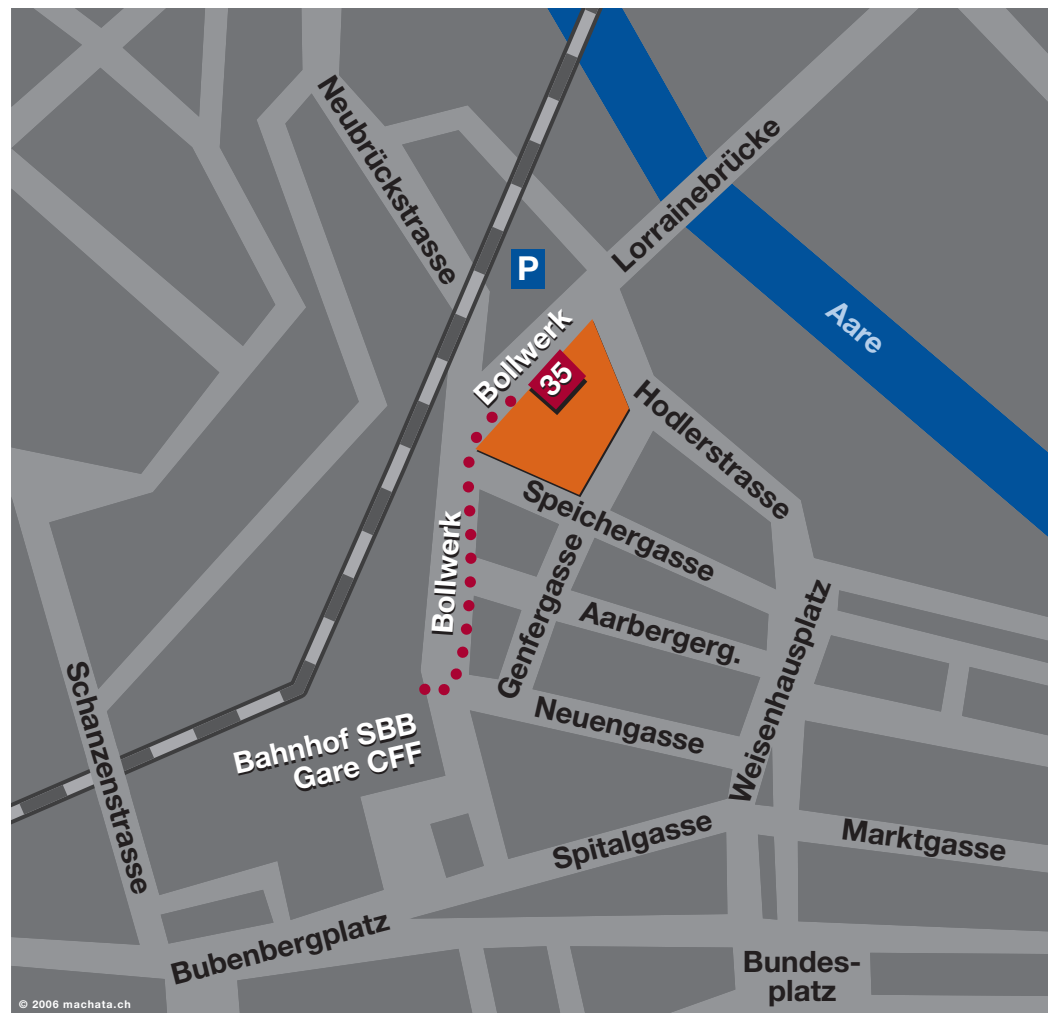 Neubrückstrasse
Lorrainebrücke
P
Aare
Bollwerk
35
Hodlerstrasse
Speichergasse
Bollwerk
Genfergasse
Aarbergerg.
Weisenhausplatz
Neuengasse
Schanzenstrasse
Bahnhof SBB
Gare CFF
Spitalgasse
Marktgasse
Bubenbergplatz
Bundes-
platz
© 2006 machata.ch